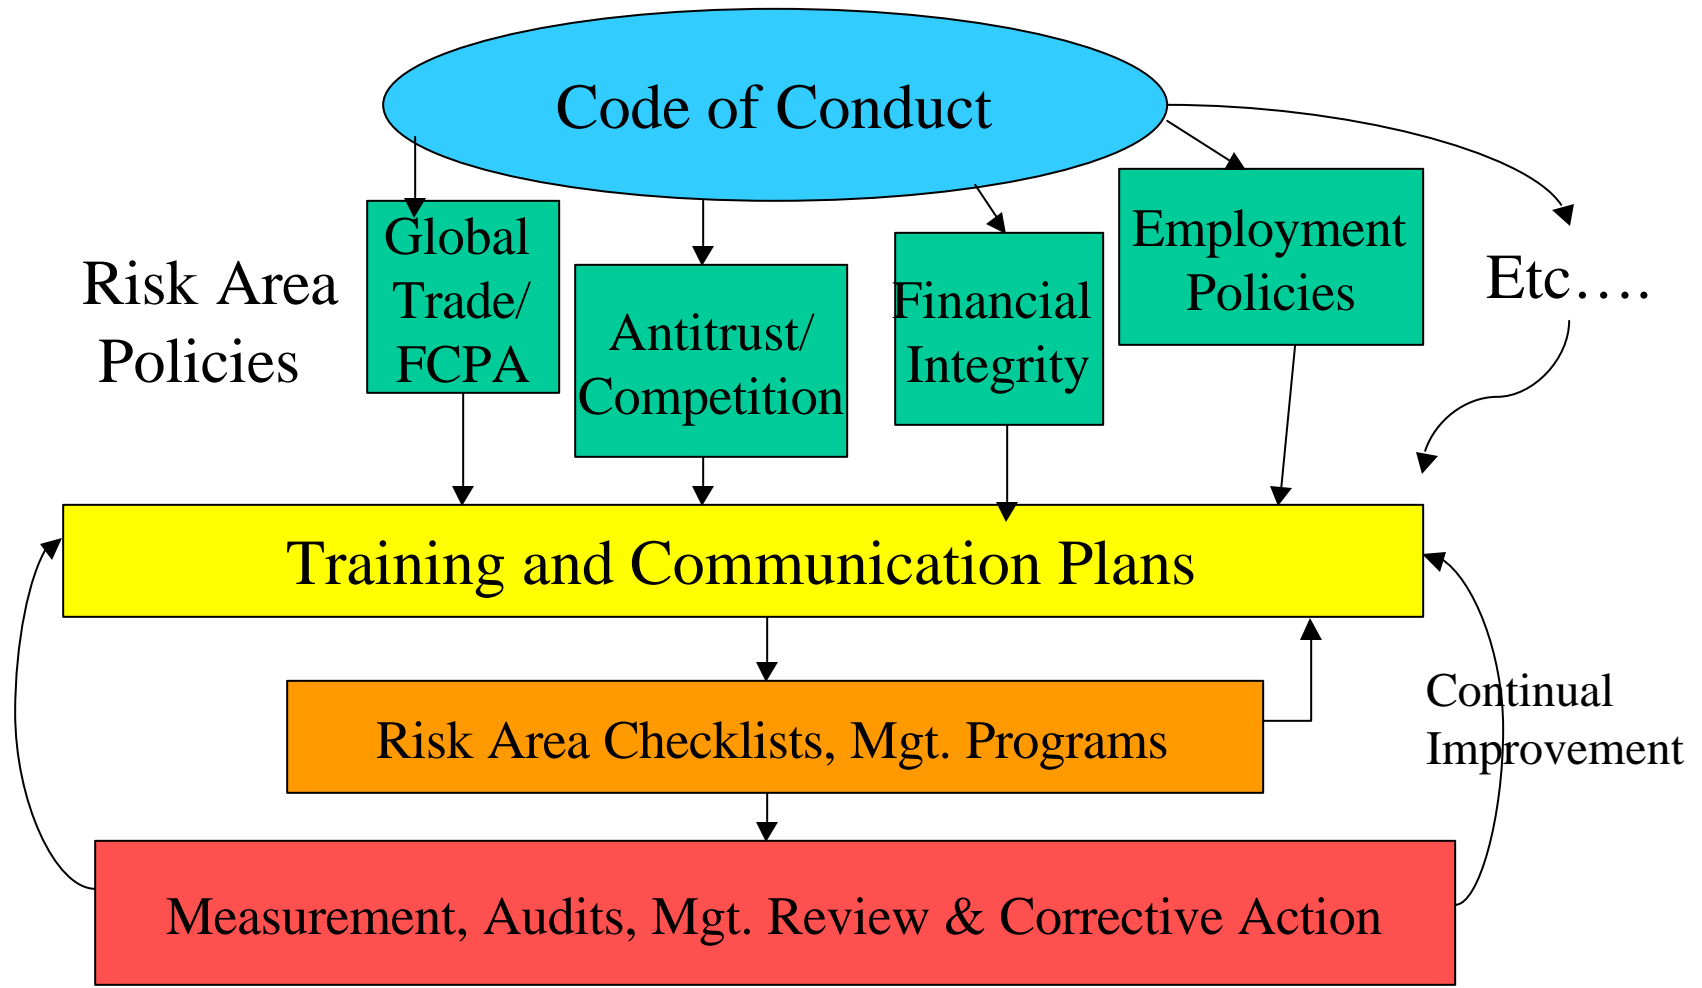 Code of Conduct
Risk Area
Policies
Global
Trade/
FCPA
Antitrust/
Competition
Financial
Integrity
Employment
Policies
Etc….
Training and Communication Plans
Risk Area Checklists, Mgt. Programs
Continual
Improvement
Measurement, Audits, Mgt. Review & Corrective Action